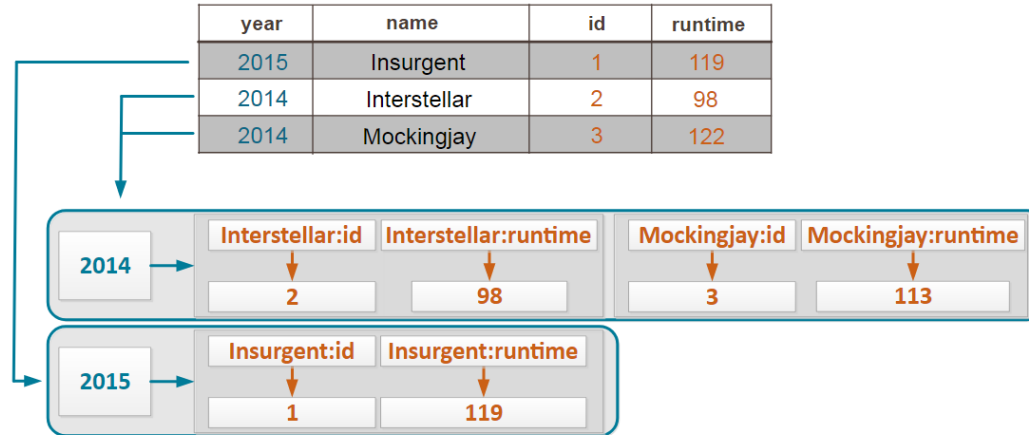 year name id runtime
2015 Insurgent 1 119
2014 Interstellar 2 98
2014 Mockingjay 3 122
Interstellar:id Interstellar:runtime Mockingjay:id Mockingjay:runtime
2014
2 98 3 113
Insurgent:id Insurgent:runtime
2015
1 119